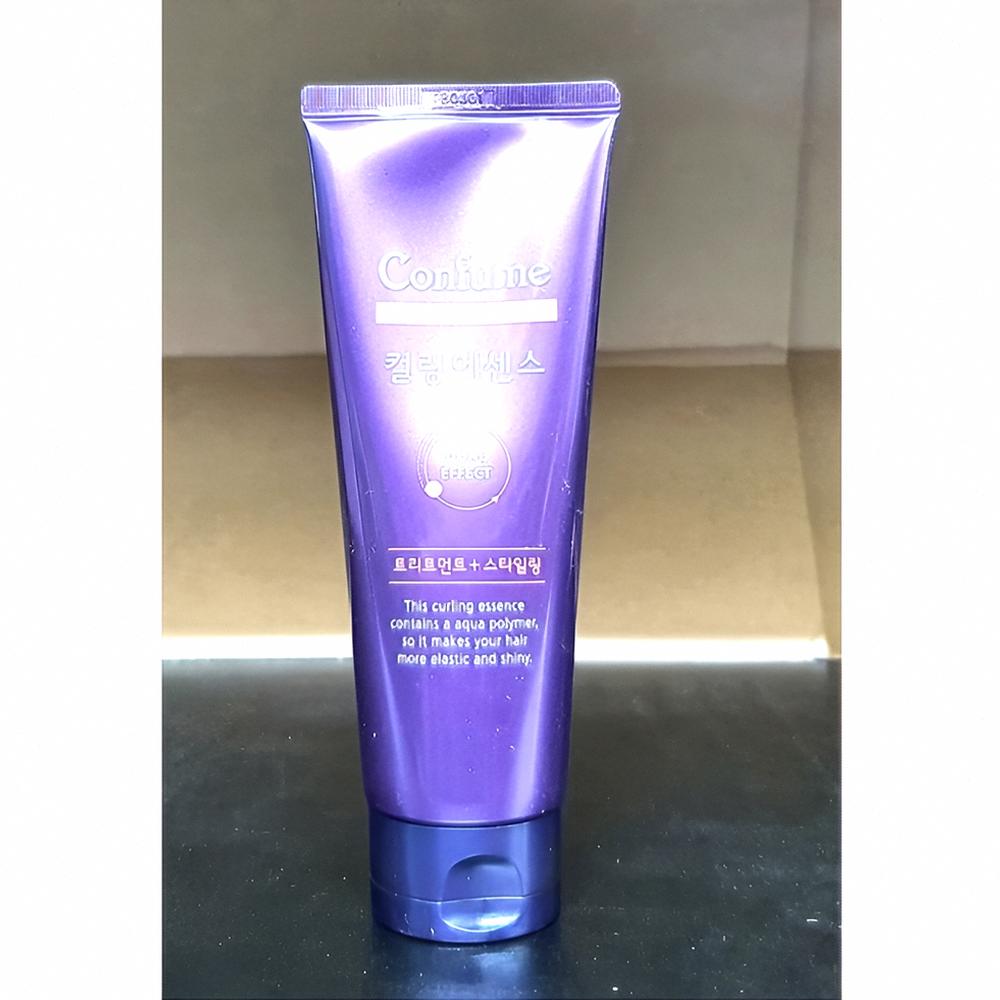 Confume
컬링에센스
EFFECT
트리트먼트+스타일링
This curling essence
contains a aqua polymer,
so it makes your hair
more elastic and shiny.